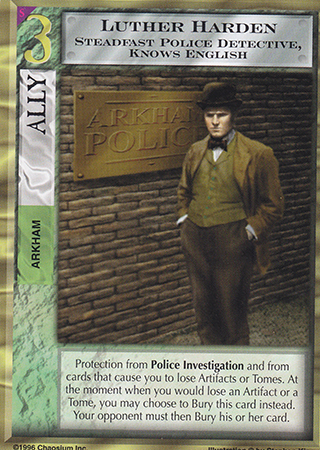 3
LUTHER HARDEN
STEADFAST POLICE DETECTIVE,
KNOWS ENGLISH
ALLY
ARKHAM
ARKHAM
POLICE
Protection from Police Investigation and from
cards that cause you to lose Artifacts or Tomes. At
the moment when you would lose an Artifact or a
Tome, you may choose to Bury this card instead.
Your opponent must then Bury his or her card.
©1996 Chaosium Inc.